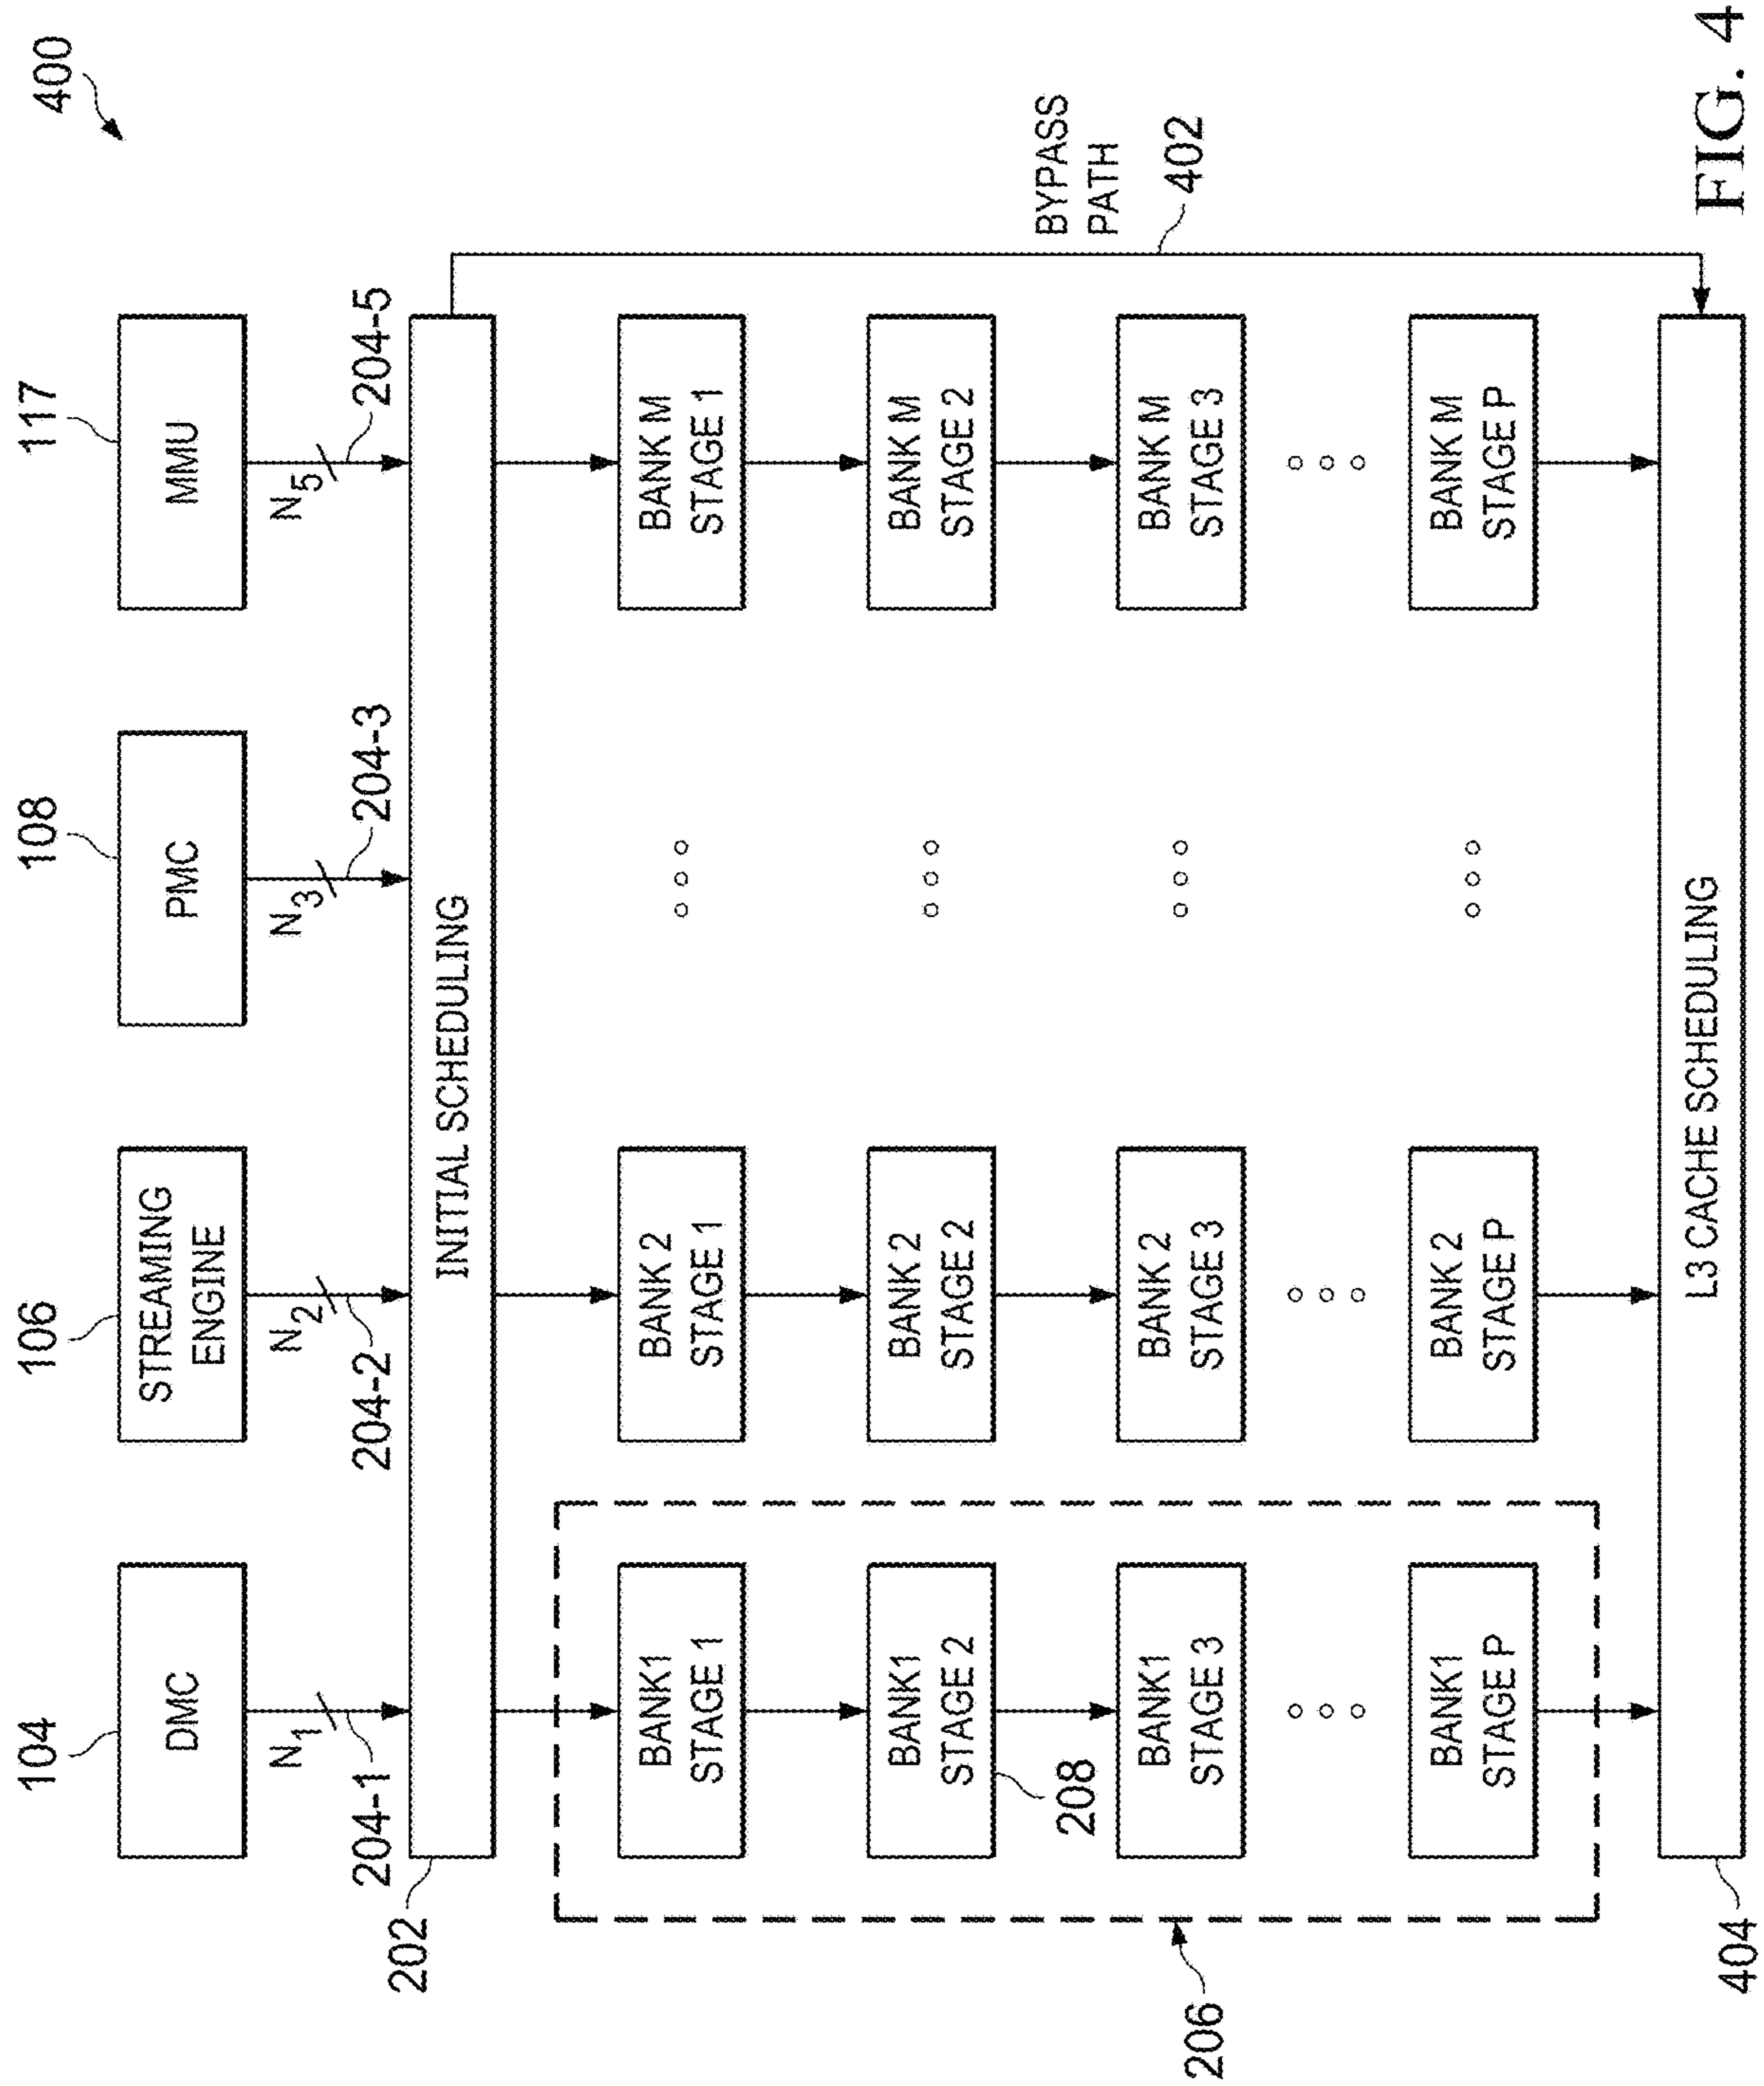 400
104
106
108
117
DMC
STREAMING
ENGINE
PMC
MMU
N1
204-1
N2
204-2
N3
204-3
N5
204-5
202
INITIAL SCHEDULING
BANK1
STAGE 1
BANK 2
STAGE 1
BANK M
STAGE 1
BANK1
STAGE 2
BANK 2
STAGE 2
BANK M
STAGE 2
208
BYPASS
PATH
402
206
BANK1
STAGE 3
BANK 2
STAGE 3
BANK M
STAGE 3
BANK1
STAGE P
BANK 2
STAGE P
BANK M
STAGE P
404
L3 CACHE SCHEDULING
FIG. 4